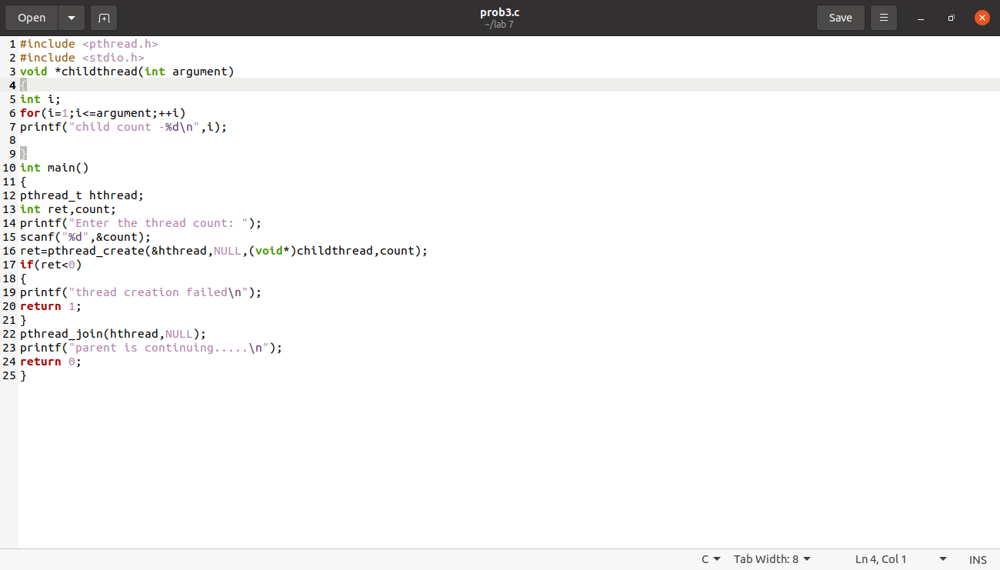 Open
prob3.c
~/lab 7
Save
1 #include <pthread.h>
2 #include <stdio.h>
3 void *childthread(int argument)
4 {
5 int i;
6 for(i=1;i<=argument;++i)
7 printf("child count -%d\n",i);
8
9 }
10 int main()
11 {
12 pthread_t hthread;
13 int ret,count;
14 printf("Enter the thread count: ");
15 scanf("%d",&count);
16 ret=pthread_create(&hthread,NULL,(void*)childthread,count);
17 if(ret<0)
18 {
19 printf("thread creation failed\n");
20 return 1;
21 }
22 pthread_join(hthread,NULL);
23 printf("parent is continuing.....\n");
24 return 0;
25 }
C Tab Width: 8 Ln 4, Col 1 INS